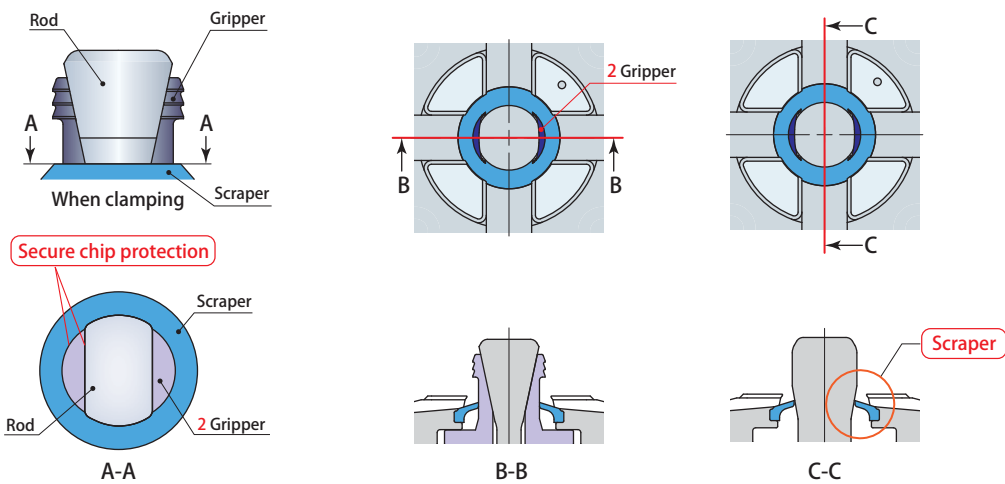 Rod
Gripper
A
A
When clamping
Scraper
2 Gripper
B
B
C
C
Secure chip protection
Scraper
Rod
2 Gripper
A-A
B-B
Scraper
C-C